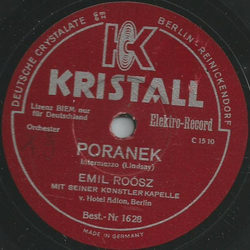 DEUTSCHE CRYSTALATE G BERLIN-REINICKENDORF
K
KRISTALL
Lizenz BIEM nur
für Deutschland
Elektro-Record
Orchester
C 1510
PORANEK
Intermezzo (Lindsay)
EMIL ROÓSZ
MIT SEINER KÜNSTLERKAPELLE
v. Hotel Adlon, Berlin
Best.-Nr 1628
MADE IN GERMANY